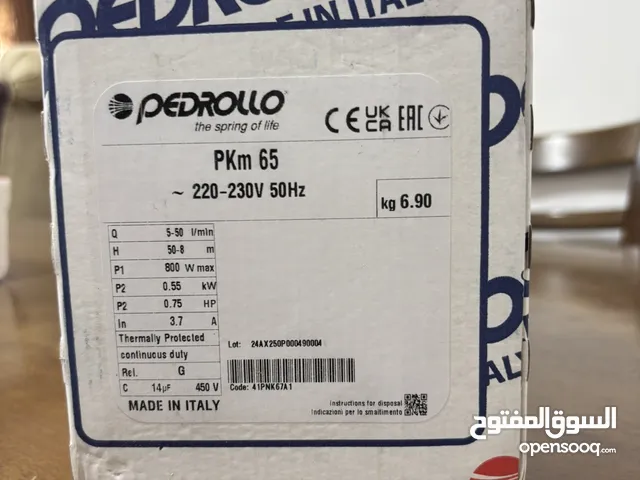 PEDROLLO
E IN ITAL
PEDROLLO
the spring of life
CE UK CA EAC
PKm 65
~ 220-230V 50Hz
kg 6.90
Q 5-50 l/min
H 50-8 m
P1 800 W max
P2 0.55 kW
P2 0.75 HP
In 3.7 A
Thermally Protected
continuous duty
Rel. G
C 14µF 450 V
MADE IN ITALY
Lot: 24AX250P000490004
Code: 41PNK67A1
Instructions for disposal
Indicazioni per lo smaltimento
السوق المفتوح
opensooq.com